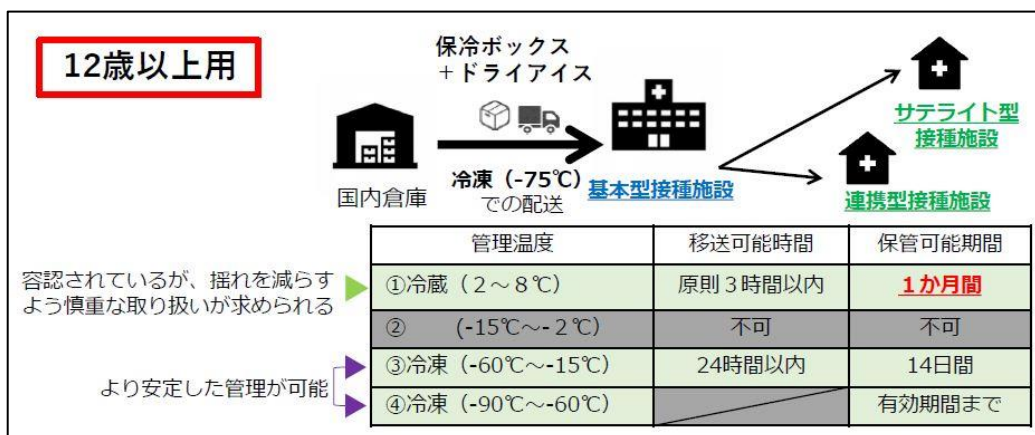 12歳以上用
保冷ボックス
＋ドライアイス
国内倉庫
冷凍（-75℃）
での配送
基本型接種施設
サテライト型
接種施設
連携型接種施設
管理温度 移送可能時間 保管可能期間
容認されているが、揺れを減らす
よう慎重な取り扱いが求められる
①冷蔵（２～８℃） 原則３時間以内 １か月間
② (-15℃～-２℃) 不可 不可
より安定した管理が可能
③冷凍（-60℃～-15℃） 24時間以内 14日間
④冷凍（-90℃～-60℃） 有効期間まで